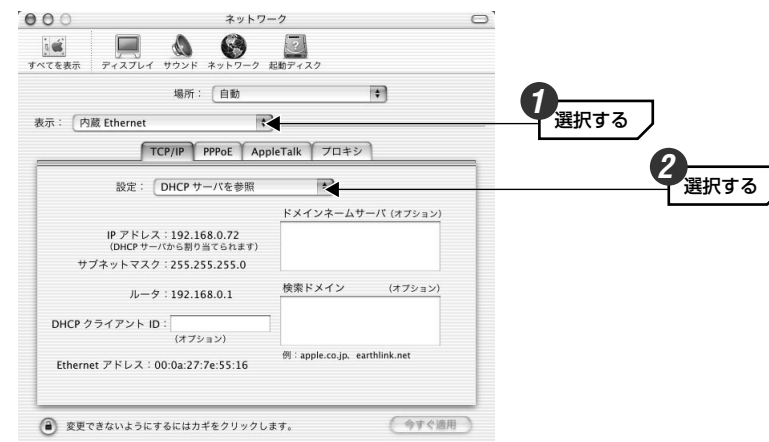 ネットワーク
すべてを表示 ディスプレイ サウンド ネットワーク 起動ディスク
場所： 自動
1 選択する
表示： 内蔵 Ethernet
TCP/IP PPPoE AppleTalk プロキシ
2 選択する
設定： DHCP サーバを参照
ドメインネームサーバ (オプション)
IP アドレス：192.168.0.72
(DHCP サーバから割り当てられます)
サブネットマスク：255.255.255.0
検索ドメイン (オプション)
ルータ：192.168.0.1
DHCP クライアント ID：
(オプション)
例：apple.co.jp、earthlink.net
Ethernet アドレス：00:0a:27:7e:55:16
変更できないようにするにはカギをクリックします。
今すぐ適用